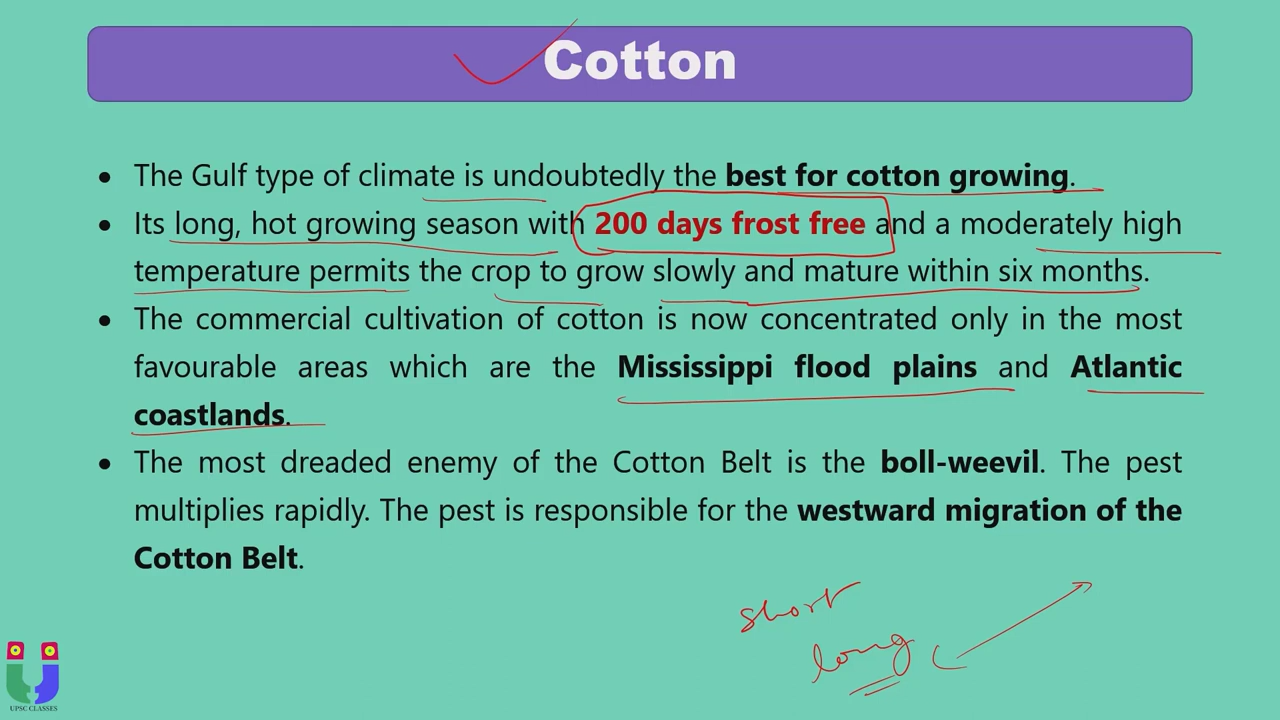 Cotton
• The Gulf type of climate is undoubtedly the best for cotton growing.
• Its long, hot growing season with 200 days frost free and a moderately high
temperature permits the crop to grow slowly and mature within six months.
• The commercial cultivation of cotton is now concentrated only in the most
favourable areas which are the Mississippi flood plains and Atlantic
coastlands.
• The most dreaded enemy of the Cotton Belt is the boll-weevil. The pest
multiplies rapidly. The pest is responsible for the westward migration of the
Cotton Belt.
short
long
UPSC CLASSES